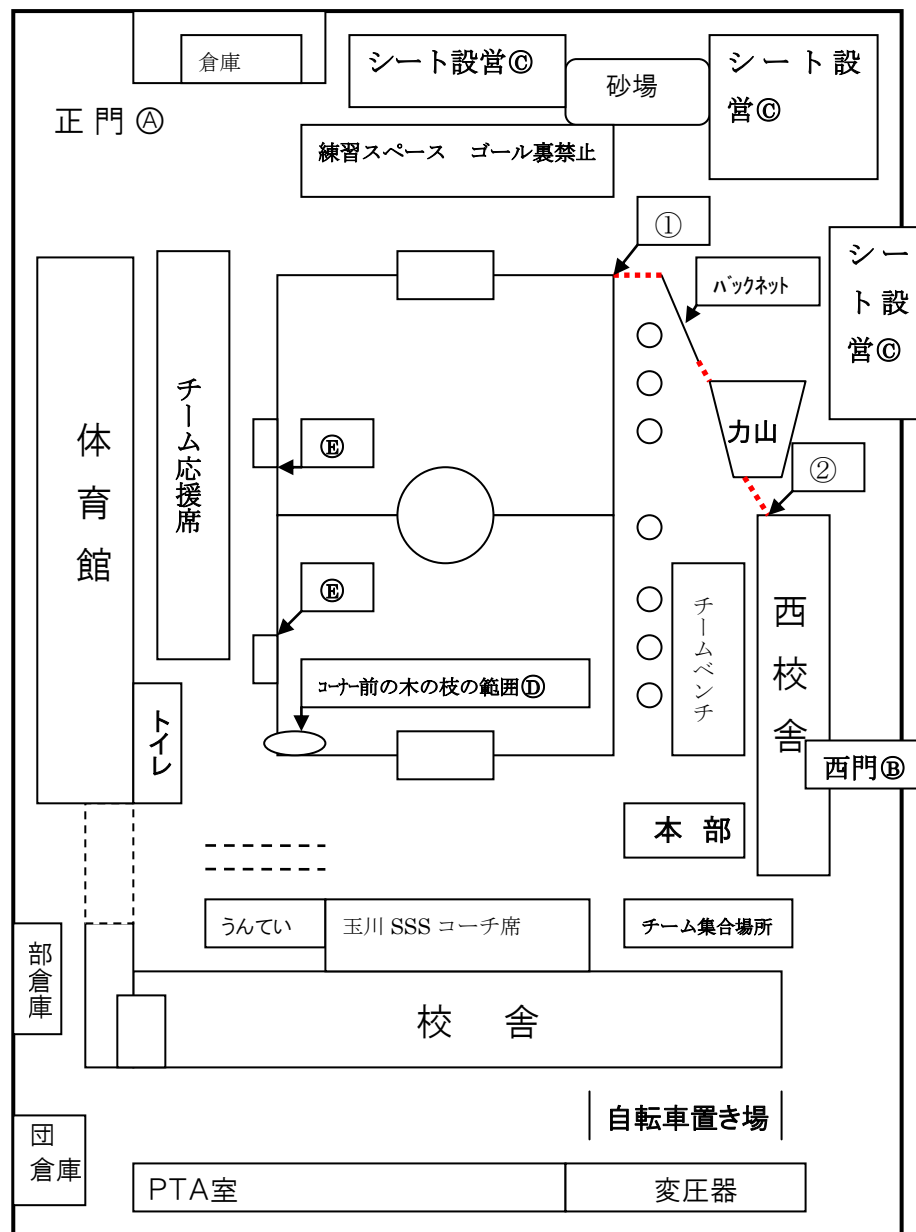 倉庫
シート設営Ⓒ
砂場
シート設
営Ⓒ
正門Ⓐ
練習スペース　ゴール裏禁止
①
シー
ト設
営Ⓒ
ﾊﾞックネット
チーム応援席
体育館
力山
Ⓔ
②
Ⓔ
チームベンチ
西校舎
コーナー前の木の枝の範囲Ⓓ
トイレ
西門Ⓑ
本部
うんてい
玉川 SSS コーチ席
チーム集合場所
部倉庫
校舎
自転車置き場
団
倉庫
PTA室
変圧器